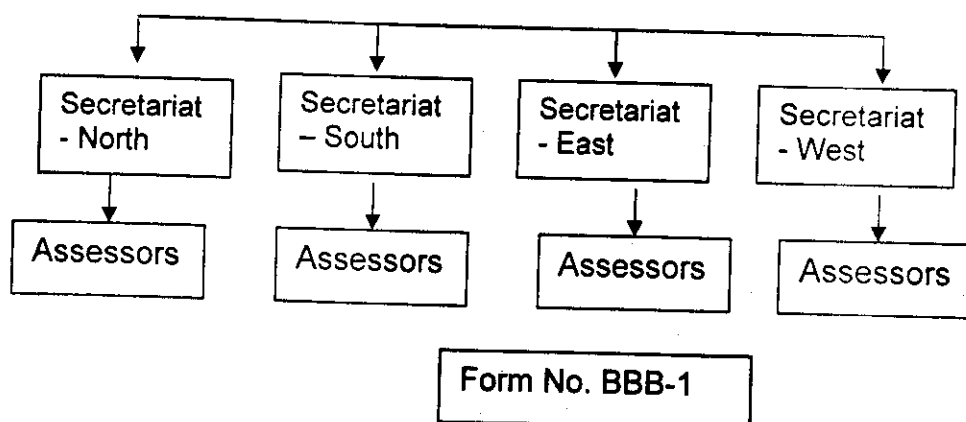 Secretariat
- North
Secretariat
– South
Secretariat
- East
Secretariat
- West
Assessors
Assessors
Assessors
Assessors
Form No. BBB-1